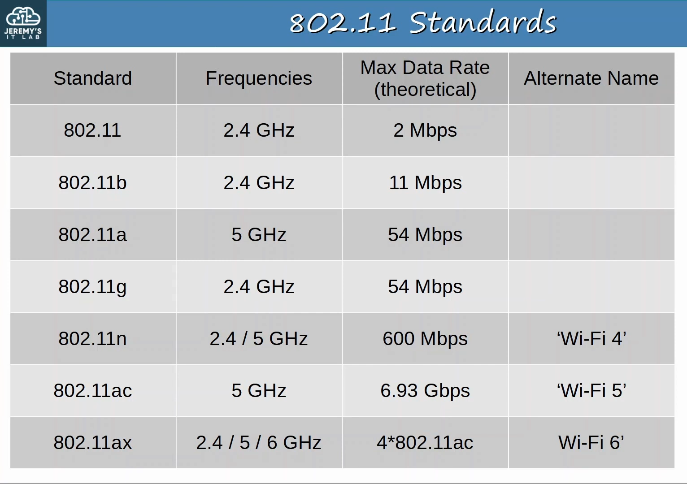 JEREMY'S
IT LAB
802.11 Standards
Standard Frequencies Max Data Rate (theoretical) Alternate Name
802.11 2.4 GHz 2 Mbps
802.11b 2.4 GHz 11 Mbps
802.11a 5 GHz 54 Mbps
802.11g 2.4 GHz 54 Mbps
802.11n 2.4 / 5 GHz 600 Mbps ‘Wi-Fi 4’
802.11ac 5 GHz 6.93 Gbps ‘Wi-Fi 5’
802.11ax 2.4 / 5 / 6 GHz 4*802.11ac Wi-Fi 6’